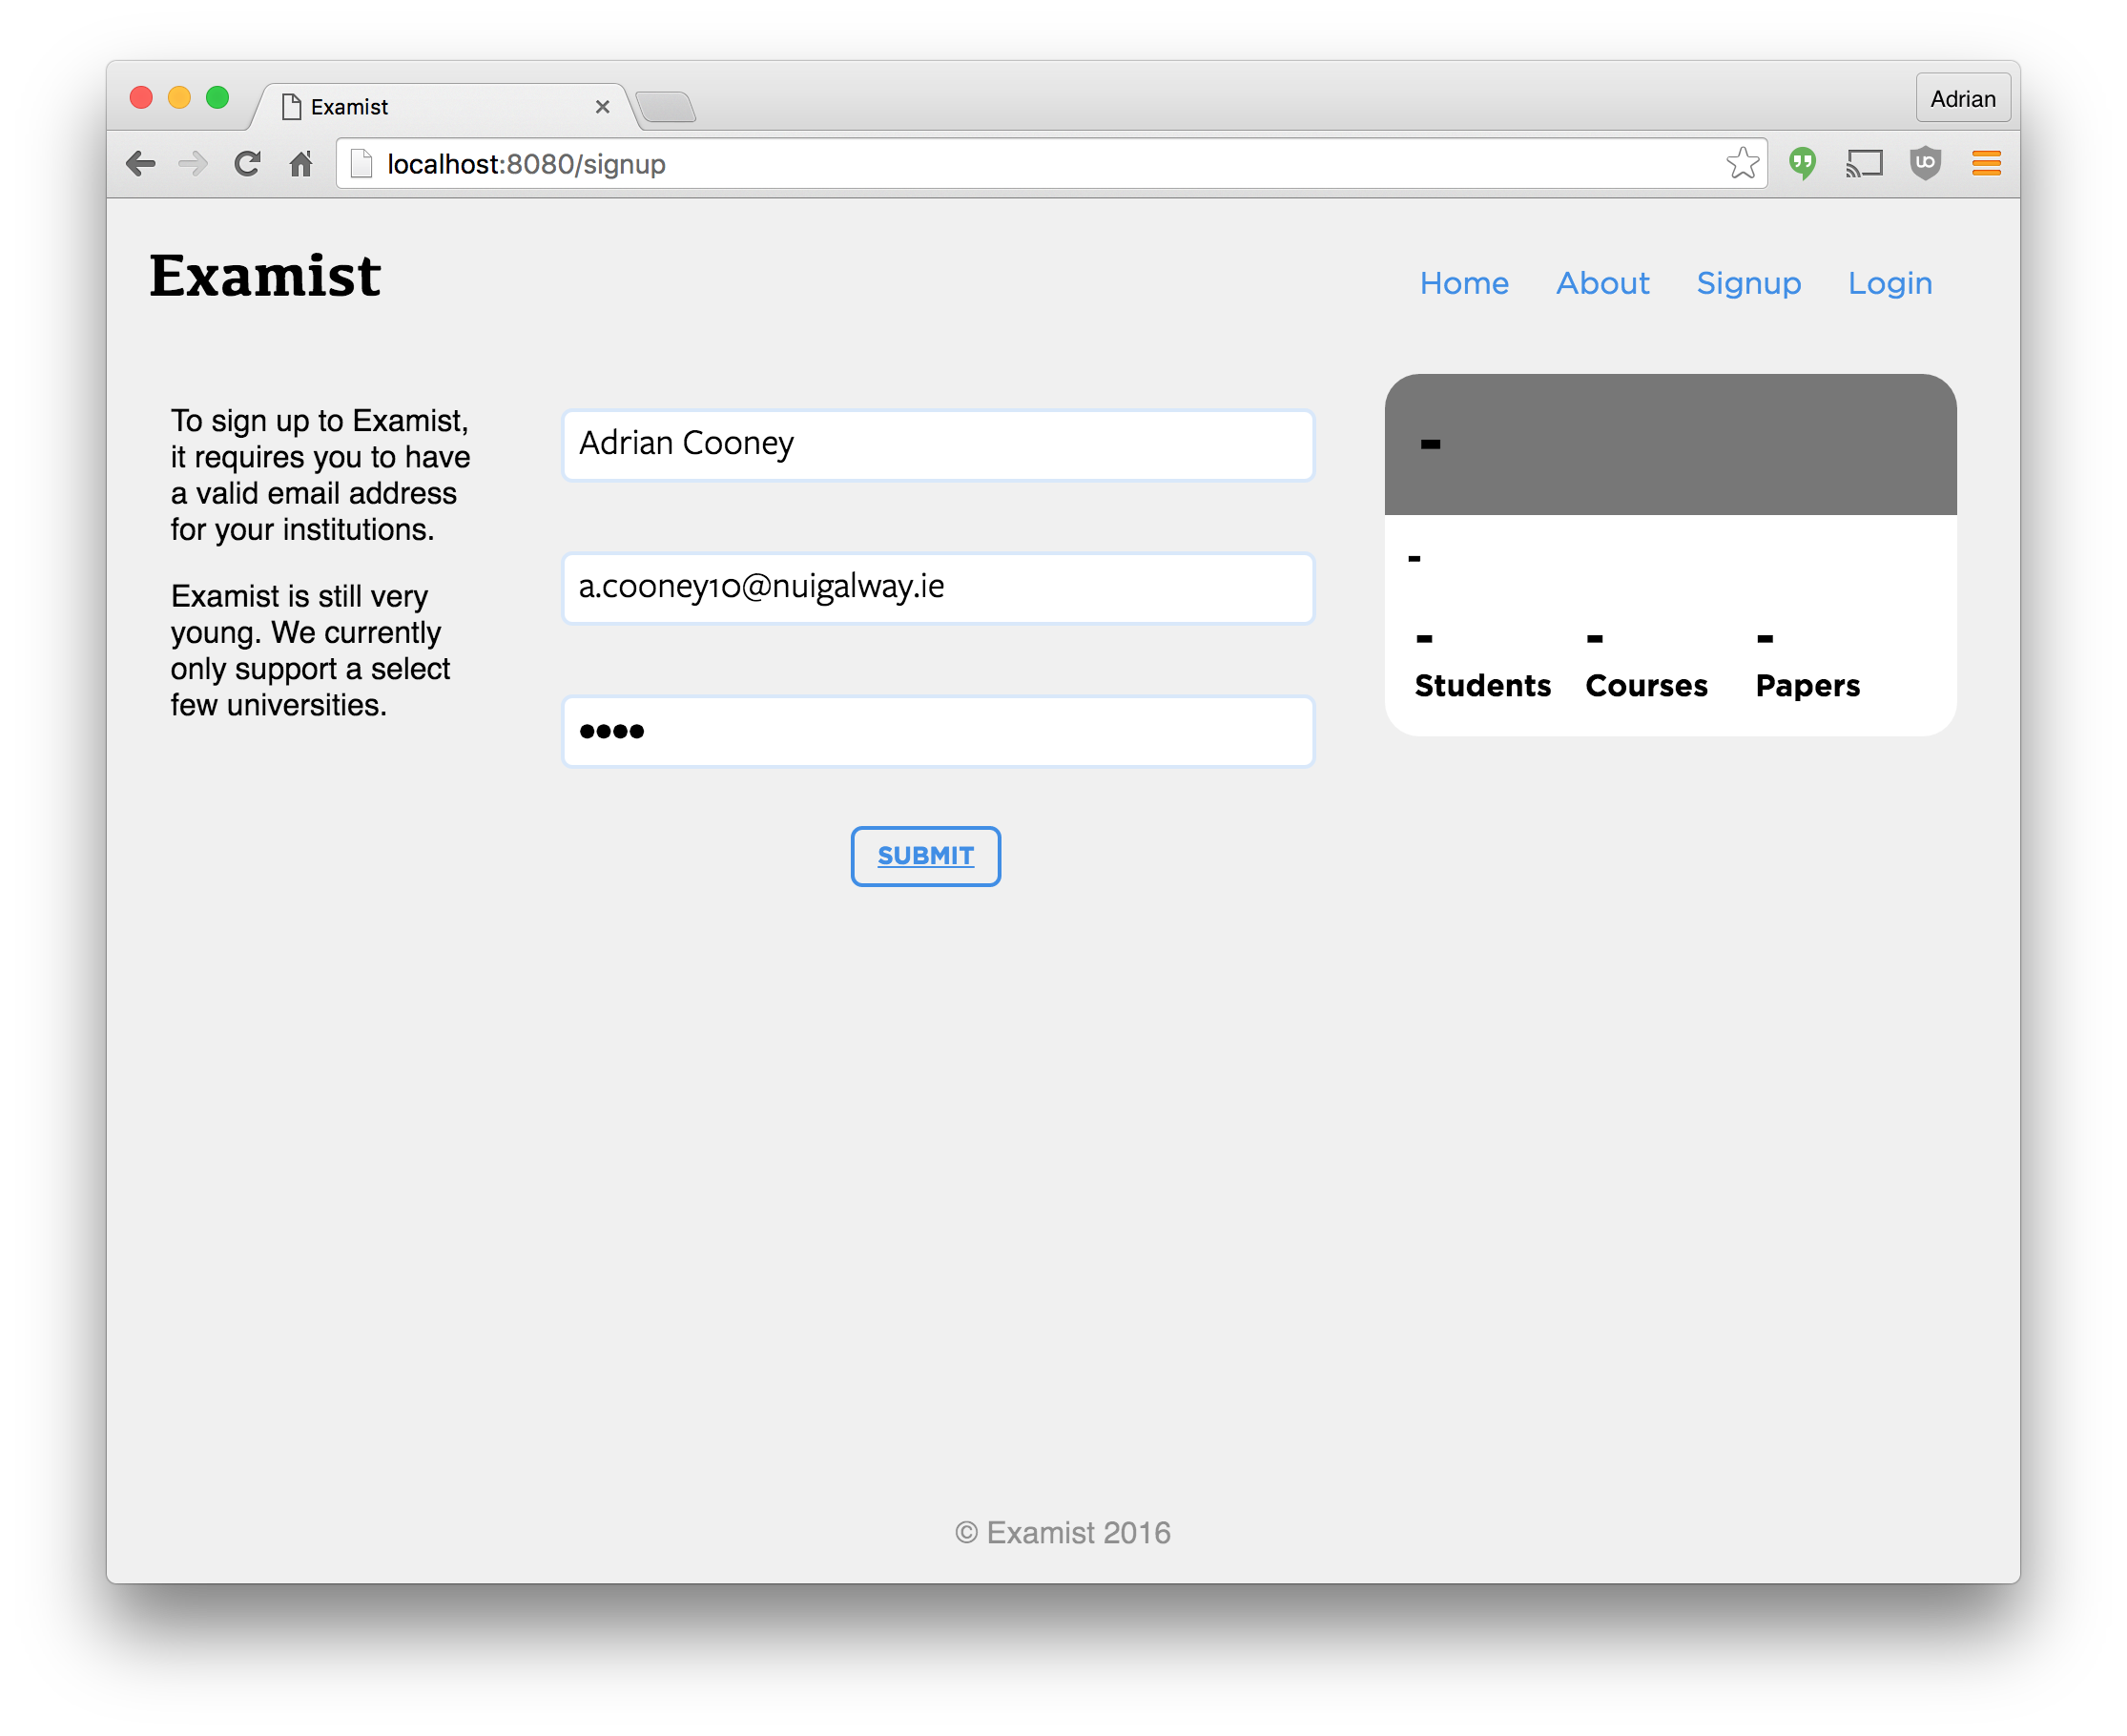 Examist
Adrian
localhost:8080/signup
Examist
Home About Signup Login
To sign up to Examist,
it requires you to have
a valid email address
for your institutions.
Examist is still very
young. We currently
only support a select
few universities.
Adrian Cooney
a.cooney10@nuigalway.ie
••••
SUBMIT
-
-
- - -
Students Courses Papers
© Examist 2016